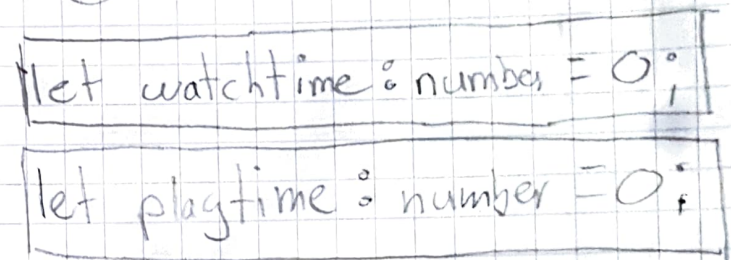 let watchtime: number = 0;
let playtime: number = 0;